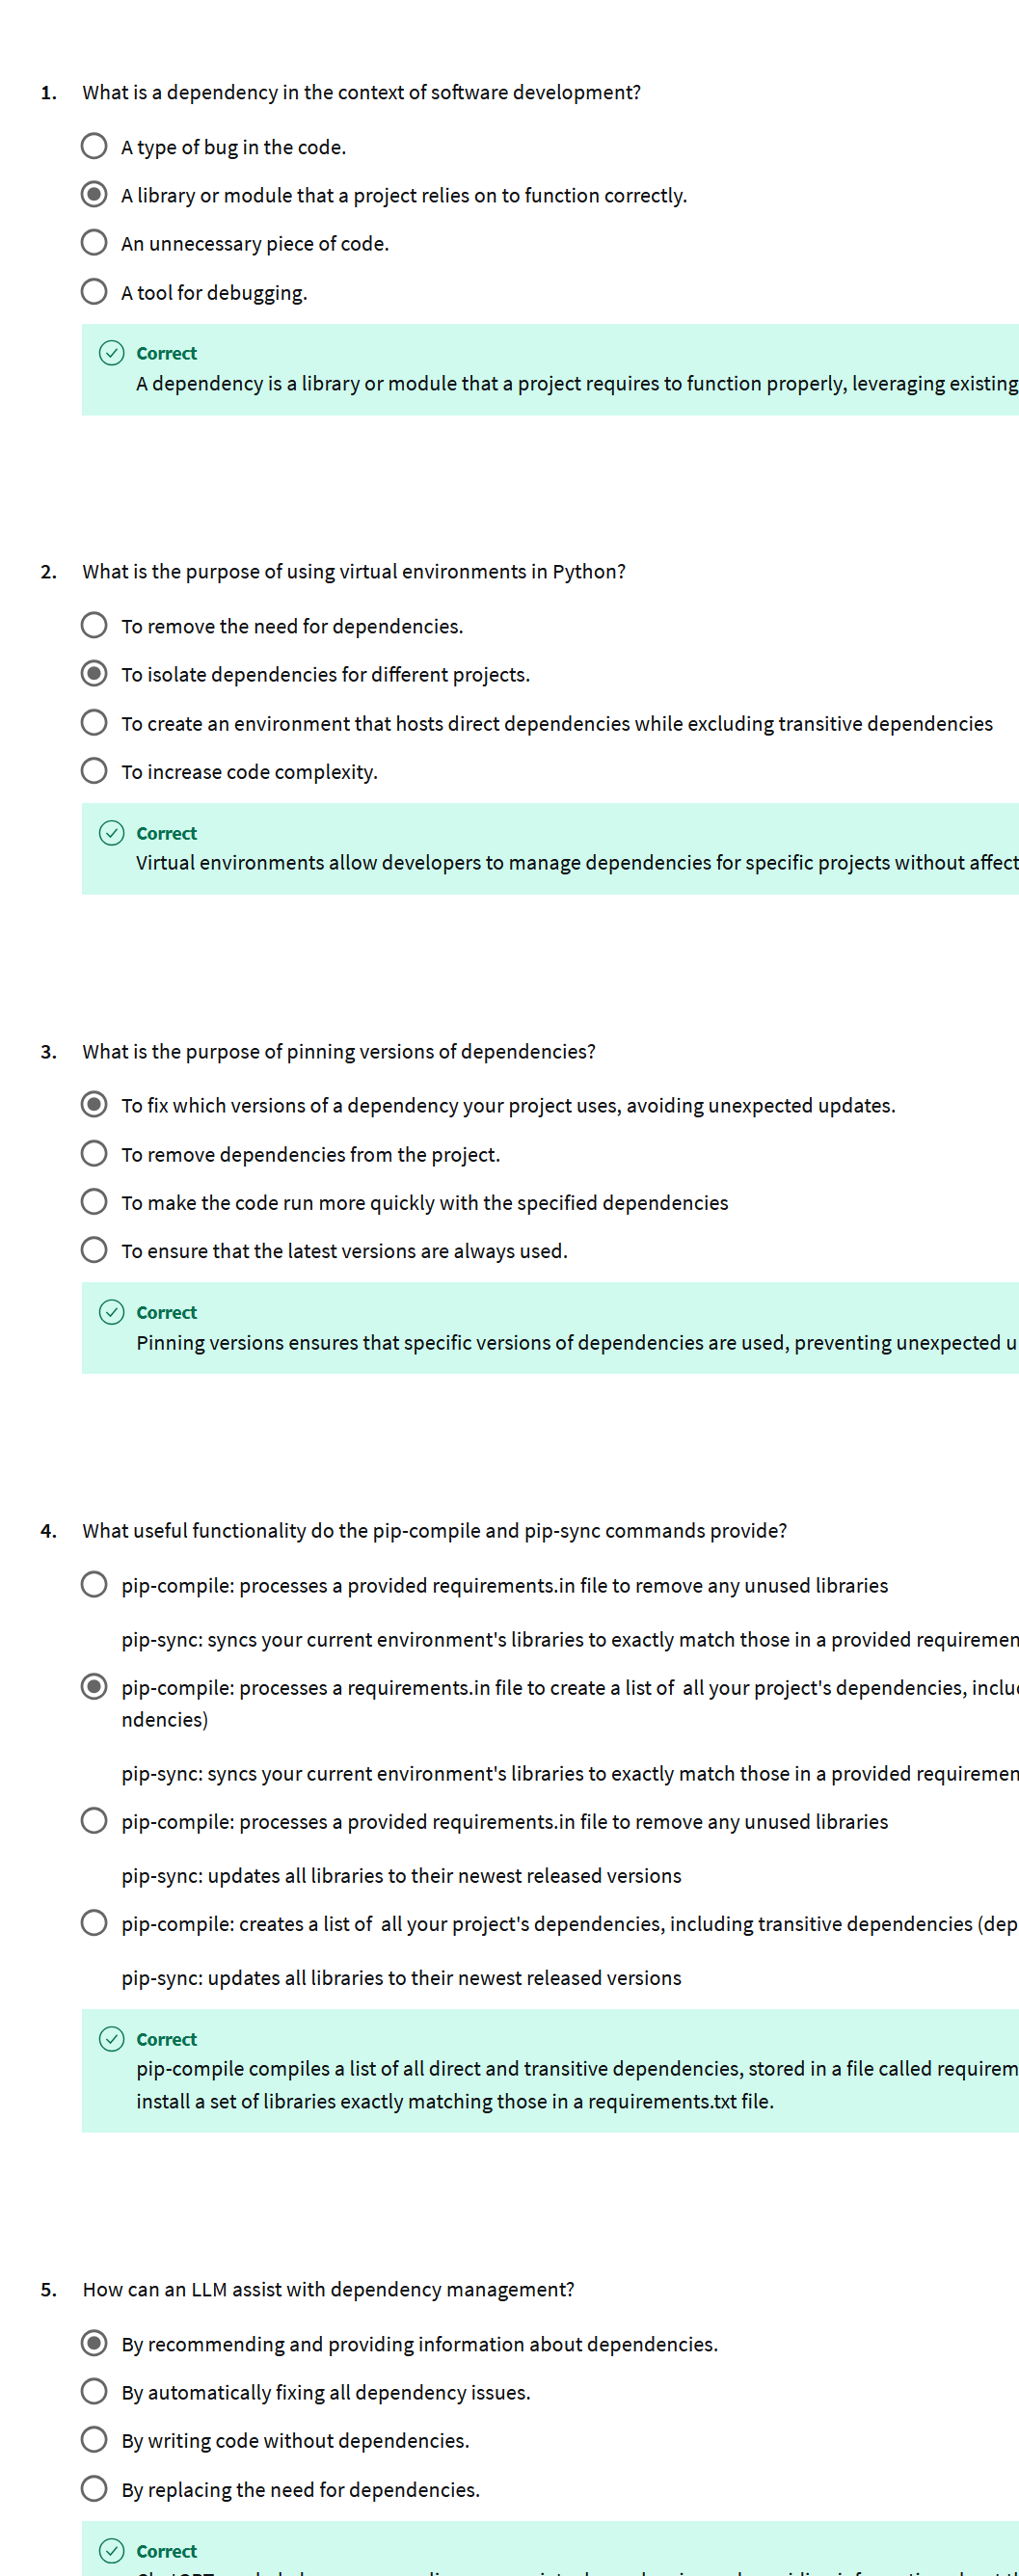 1. What is a dependency in the context of software development?
A type of bug in the code.
A library or module that a project relies on to function correctly.
An unnecessary piece of code.
A tool for debugging.
Correct
A dependency is a library or module that a project requires to function properly, leveraging existing
2. What is the purpose of using virtual environments in Python?
To remove the need for dependencies.
To isolate dependencies for different projects.
To create an environment that hosts direct dependencies while excluding transitive dependencies
To increase code complexity.
Correct
Virtual environments allow developers to manage dependencies for specific projects without affect
3. What is the purpose of pinning versions of dependencies?
To fix which versions of a dependency your project uses, avoiding unexpected updates.
To remove dependencies from the project.
To make the code run more quickly with the specified dependencies
To ensure that the latest versions are always used.
Correct
Pinning versions ensures that specific versions of dependencies are used, preventing unexpected u
4. What useful functionality do the pip-compile and pip-sync commands provide?
pip-compile: processes a provided requirements.in file to remove any unused libraries
pip-sync: syncs your current environment's libraries to exactly match those in a provided requiremen
pip-compile: processes a requirements.in file to create a list of all your project's dependencies, inclu
ndencies)
pip-sync: syncs your current environment's libraries to exactly match those in a provided requiremen
pip-compile: processes a provided requirements.in file to remove any unused libraries
pip-sync: updates all libraries to their newest released versions
pip-compile: creates a list of all your project's dependencies, including transitive dependencies (dep
pip-sync: updates all libraries to their newest released versions
Correct
pip-compile compiles a list of all direct and transitive dependencies, stored in a file called requirem
install a set of libraries exactly matching those in a requirements.txt file.
5. How can an LLM assist with dependency management?
By recommending and providing information about dependencies.
By automatically fixing all dependency issues.
By writing code without dependencies.
By replacing the need for dependencies.
Correct